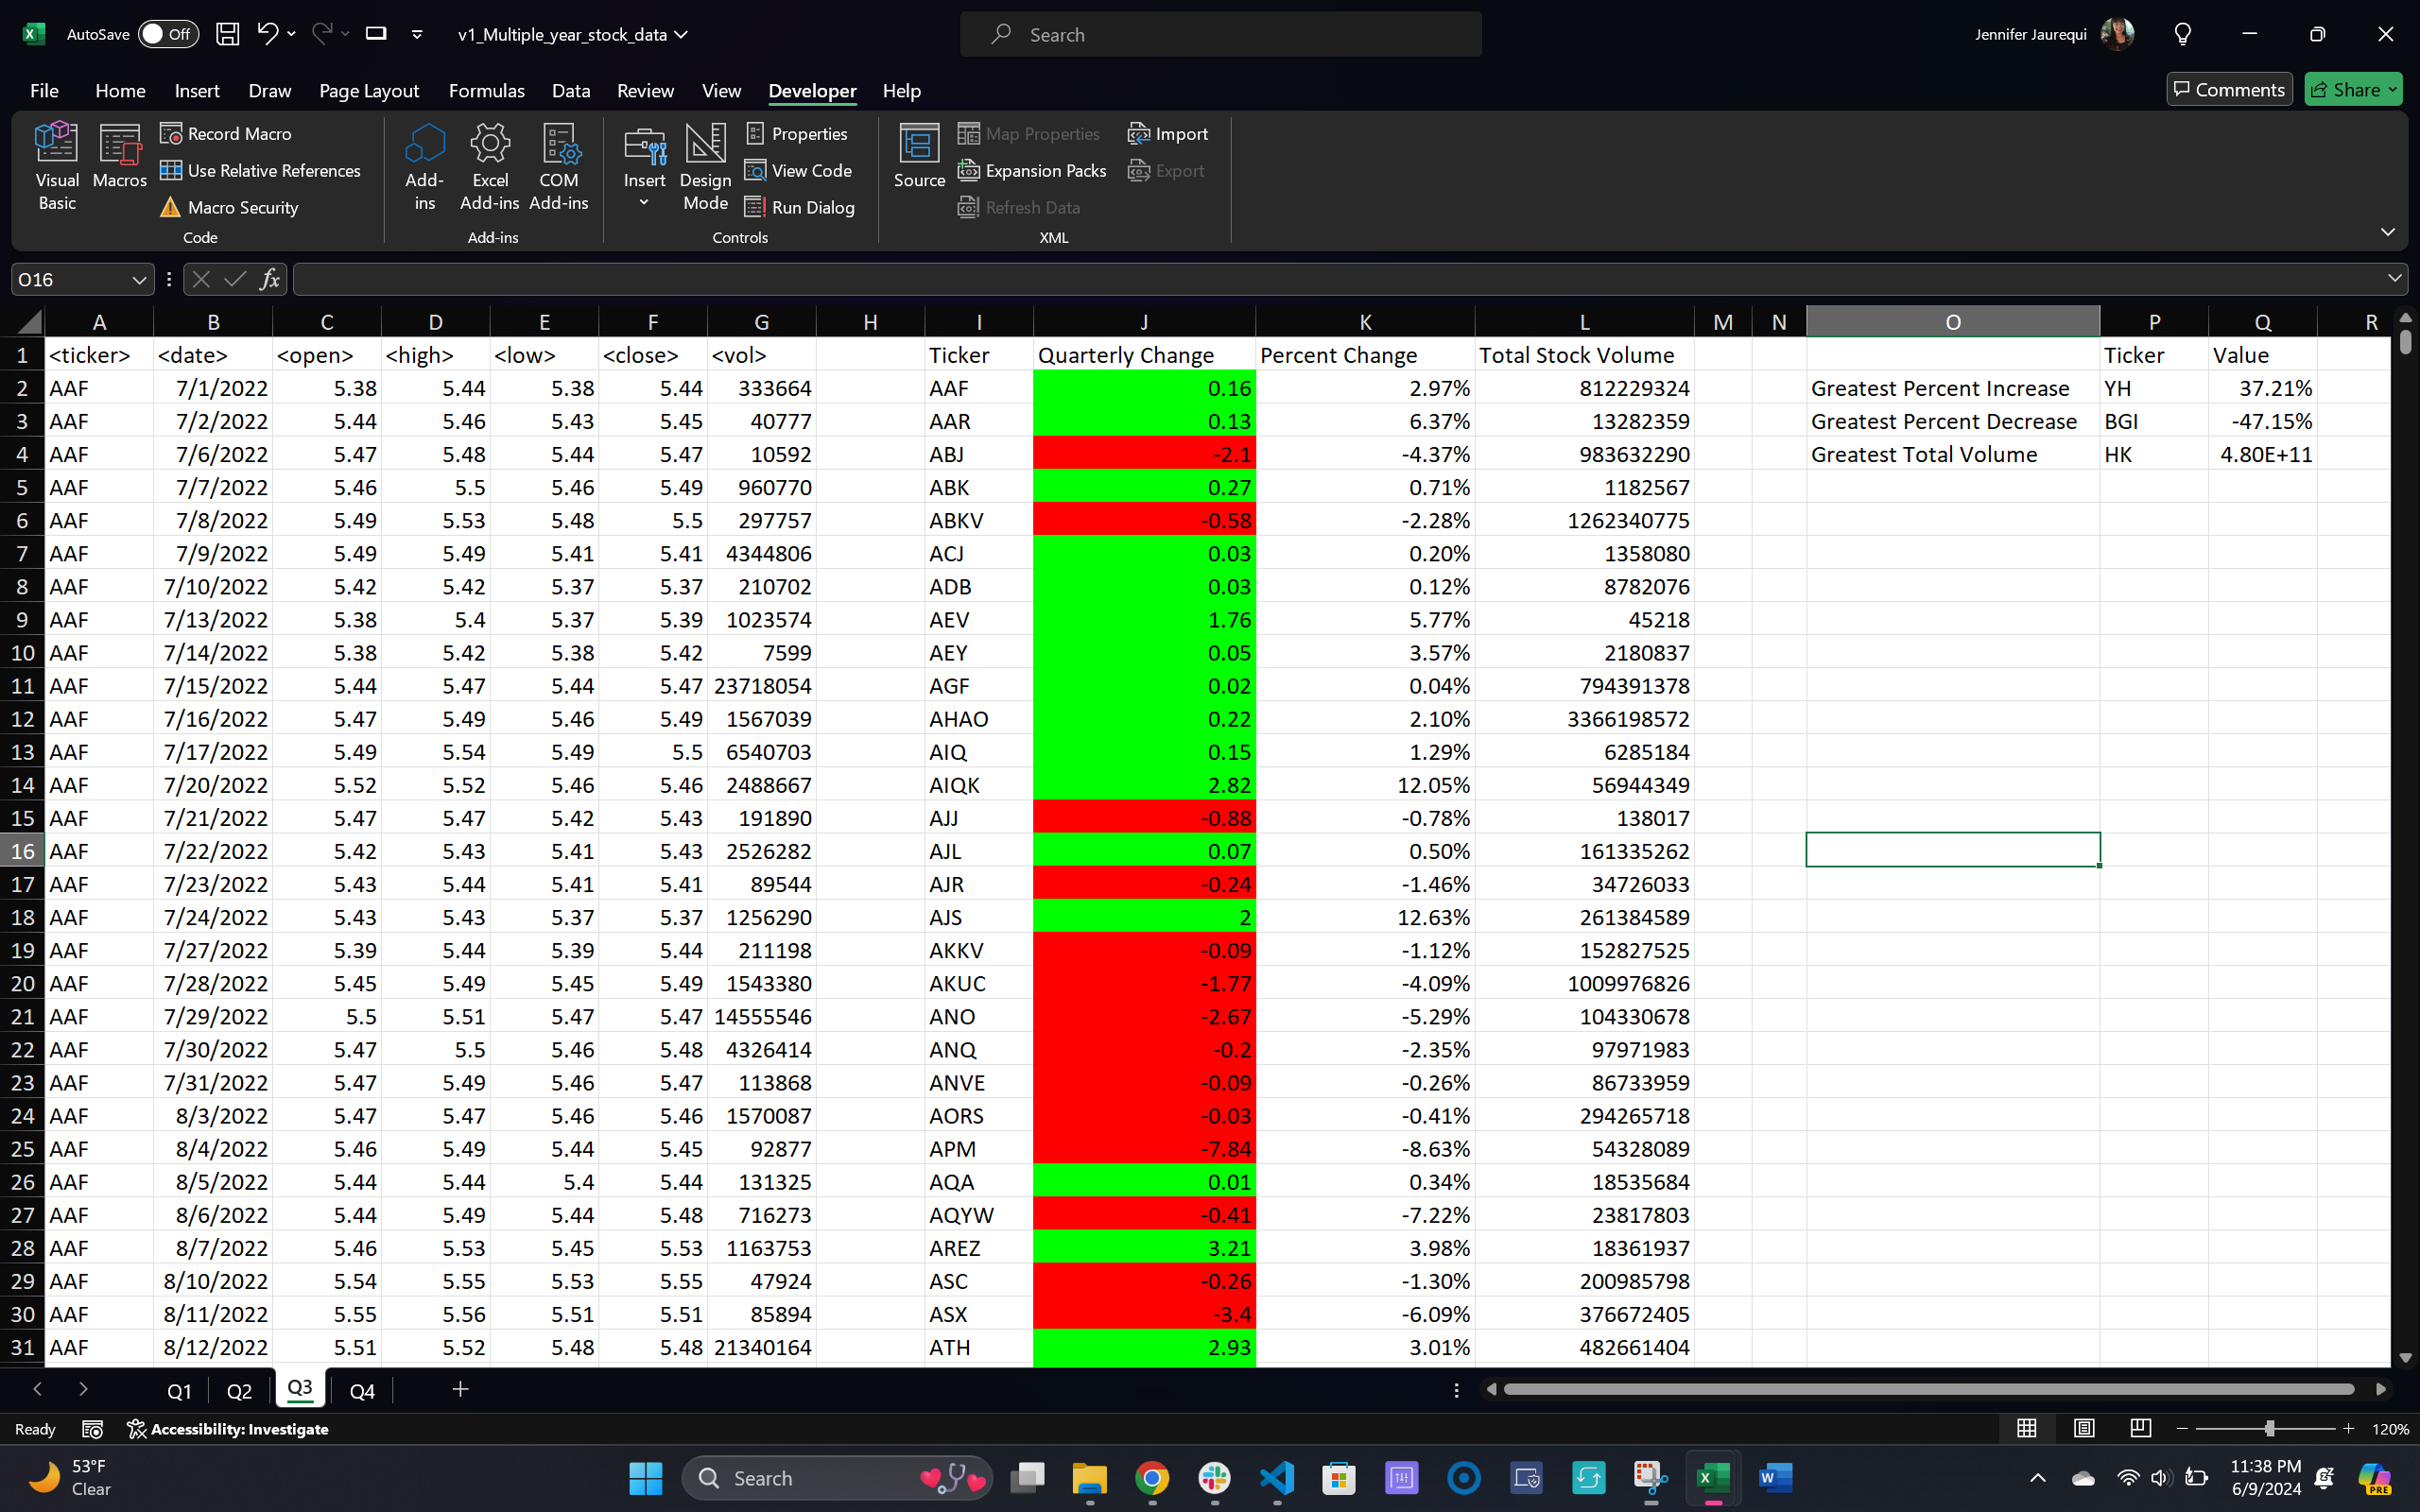 AutoSave Off v1_Multiple_year_stock_data Search Jennifer Jaurequi
File Home Insert Draw Page Layout Formulas Data Review View Developer Help Comments Share
Visual Basic
Macros
Record Macro
Use Relative References
Macro Security
Code
Add-ins
Excel Add-ins
COM Add-ins
Add-ins
Insert
Design Mode
Properties
View Code
Run Dialog
Controls
Source
Map Properties
Expansion Packs
Refresh Data
Import
Export
XML
O16 fx
A B C D E F G H I J K L M N O P Q R
1 <ticker> <date> <open> <high> <low> <close> <vol> Ticker Quarterly Change Percent Change Total Stock Volume Ticker Value
2 AAF 7/1/2022 5.38 5.44 5.38 5.44 333664 AAF 0.16 2.97% 812229324 Greatest Percent Increase YH 37.21%
3 AAF 7/2/2022 5.44 5.46 5.43 5.45 40777 AAR 0.13 6.37% 13282359 Greatest Percent Decrease BGI -47.15%
4 AAF 7/6/2022 5.47 5.48 5.44 5.47 10592 ABJ -2.1 -4.37% 983632290 Greatest Total Volume HK 4.80E+11
5 AAF 7/7/2022 5.46 5.5 5.46 5.49 960770 ABK 0.27 0.71% 1182567
6 AAF 7/8/2022 5.49 5.53 5.48 5.5 297757 ABKV -0.58 -2.28% 1262340775
7 AAF 7/9/2022 5.49 5.49 5.41 5.41 4344806 ACJ 0.03 0.20% 1358080
8 AAF 7/10/2022 5.42 5.42 5.37 5.37 210702 ADB 0.03 0.12% 8782076
9 AAF 7/13/2022 5.38 5.4 5.37 5.39 1023574 AEV 1.76 5.77% 45218
10 AAF 7/14/2022 5.38 5.42 5.38 5.42 7599 AEY 0.05 3.57% 2180837
11 AAF 7/15/2022 5.44 5.47 5.44 5.47 23718054 AGF 0.02 0.04% 794391378
12 AAF 7/16/2022 5.47 5.49 5.46 5.49 1567039 AHAO 0.22 2.10% 3366198572
13 AAF 7/17/2022 5.49 5.54 5.49 5.5 6540703 AIQ 0.15 1.29% 6285184
14 AAF 7/20/2022 5.52 5.52 5.46 5.46 2488667 AIQK 2.82 12.05% 56944349
15 AAF 7/21/2022 5.47 5.47 5.42 5.43 191890 AJJ -0.88 -0.78% 138017
16 AAF 7/22/2022 5.42 5.43 5.41 5.43 2526282 AJL 0.07 0.50% 161335262
17 AAF 7/23/2022 5.43 5.44 5.41 5.41 89544 AJR -0.24 -1.46% 34726033
18 AAF 7/24/2022 5.43 5.43 5.37 5.37 1256290 AJS 2 12.63% 261384589
19 AAF 7/27/2022 5.39 5.44 5.39 5.44 211198 AKKV -0.09 -1.12% 152827525
20 AAF 7/28/2022 5.45 5.49 5.45 5.49 1543380 AKUC -1.77 -4.09% 1009976826
21 AAF 7/29/2022 5.5 5.51 5.47 5.47 14555546 ANO -2.67 -5.29% 104330678
22 AAF 7/30/2022 5.47 5.5 5.46 5.48 4326414 ANQ -0.2 -2.35% 97971983
23 AAF 7/31/2022 5.47 5.49 5.46 5.47 113868 ANVE -0.09 -0.26% 86733959
24 AAF 8/3/2022 5.47 5.47 5.46 5.46 1570087 AORS -0.03 -0.41% 294265718
25 AAF 8/4/2022 5.46 5.49 5.44 5.45 92877 APM -7.84 -8.63% 54328089
26 AAF 8/5/2022 5.44 5.44 5.4 5.44 131325 AQA 0.01 0.34% 18535684
27 AAF 8/6/2022 5.44 5.49 5.44 5.48 716273 AQYW -0.41 -7.22% 23817803
28 AAF 8/7/2022 5.46 5.53 5.45 5.53 1163753 AREZ 3.21 3.98% 18361937
29 AAF 8/10/2022 5.54 5.55 5.53 5.55 47924 ASC -0.26 -1.30% 200985798
30 AAF 8/11/2022 5.55 5.56 5.51 5.51 85894 ASX -3.4 -6.09% 376672405
31 AAF 8/12/2022 5.51 5.52 5.48 5.48 21340164 ATH 2.93 3.01% 482661404
Q1 Q2 Q3 Q4
Ready Accessibility: Investigate 120%
53°F
Clear
Search
11:38 PM
6/9/2024
PRE